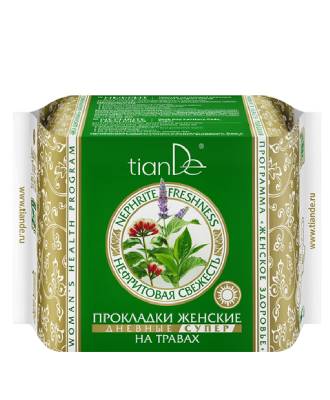 tianDe
NEPHRITE FRESHNESS
НЕФРИТОВАЯ СВЕЖЕСТЬ
ПРОКЛАДКИ ЖЕНСКИЕ
ДНЕВНЫЕ СУПЕР
НА ТРАВАХ
WOMAN'S HEALTH PROGRAM
ПРОГРАММА • ЖЕНСКОЕ ЗДОРОВЬЕ
www.tiande.ru
www.tiande.ru